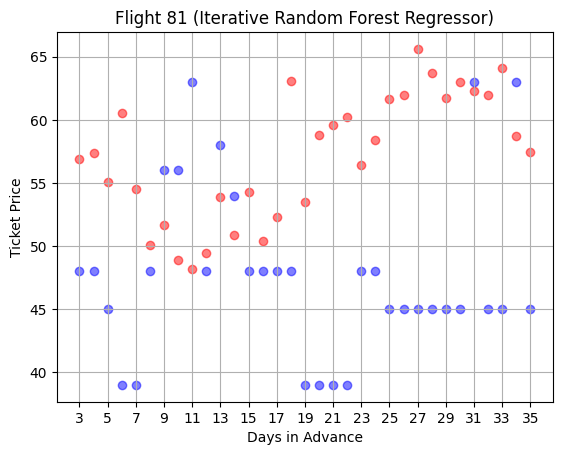 Flight 81 (Iterative Random Forest Regressor)
Ticket Price
65
60
55
50
45
40
3 5 7 9 11 13 15 17 19 21 23 25 27 29 31 33 35
Days in Advance